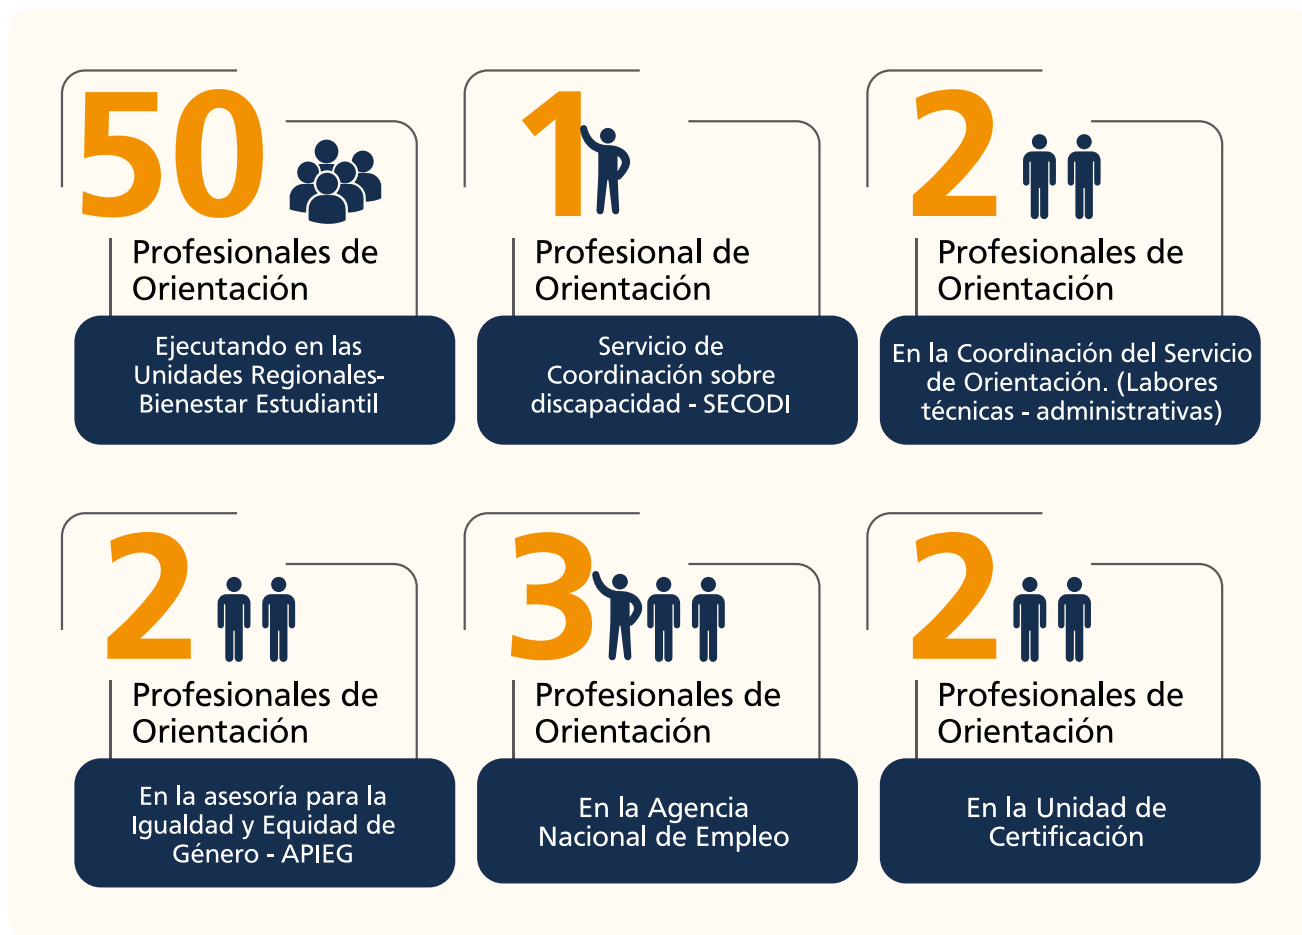 50
Profesionales de
Orientación
Ejecutando en las
Unidades Regionales-
Bienestar Estudiantil
1
Profesional de
Orientación
Servicio de
Coordinación sobre
discapacidad - SECODI
2
Profesionales de
Orientación
En la Coordinación del Servicio
de Orientación. (Labores
técnicas - administrativas)
2
Profesionales de
Orientación
En la asesoría para la
Igualdad y Equidad de
Género - APIEG
3
Profesionales de
Orientación
En la Agencia
Nacional de Empleo
2
Profesionales de
Orientación
En la Unidad de
Certificación